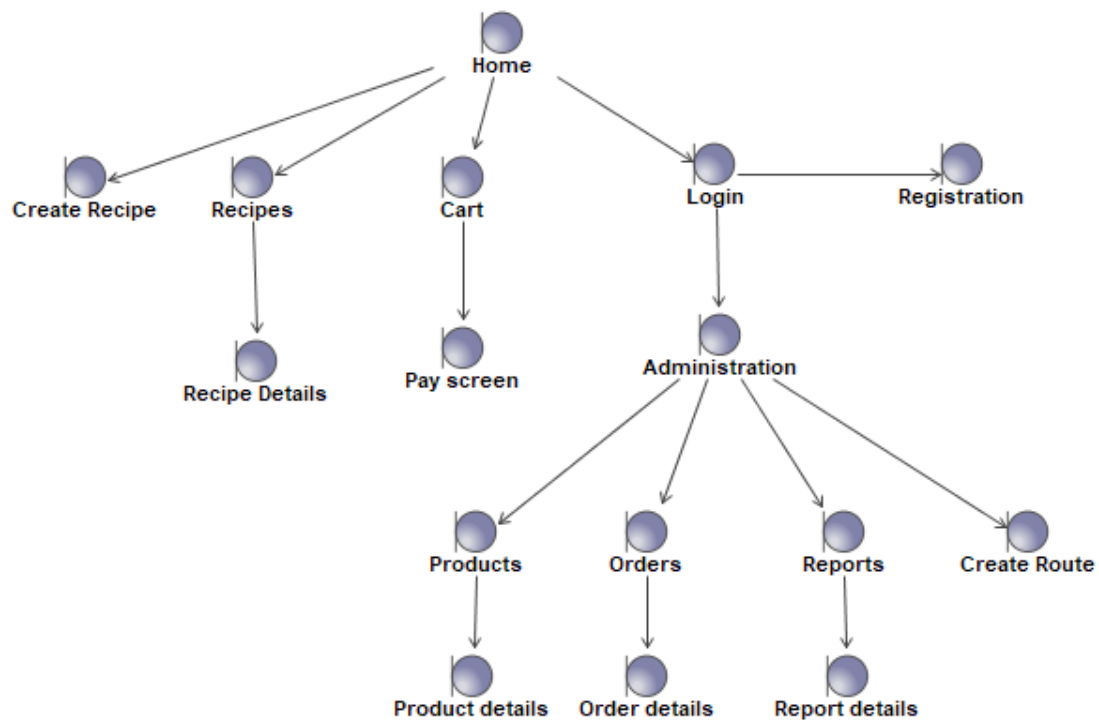 Home
Create Recipe
Recipes
Cart
Login
Registration
Recipe Details
Pay screen
Administration
Products
Orders
Reports
Create Route
Product details
Order details
Report details